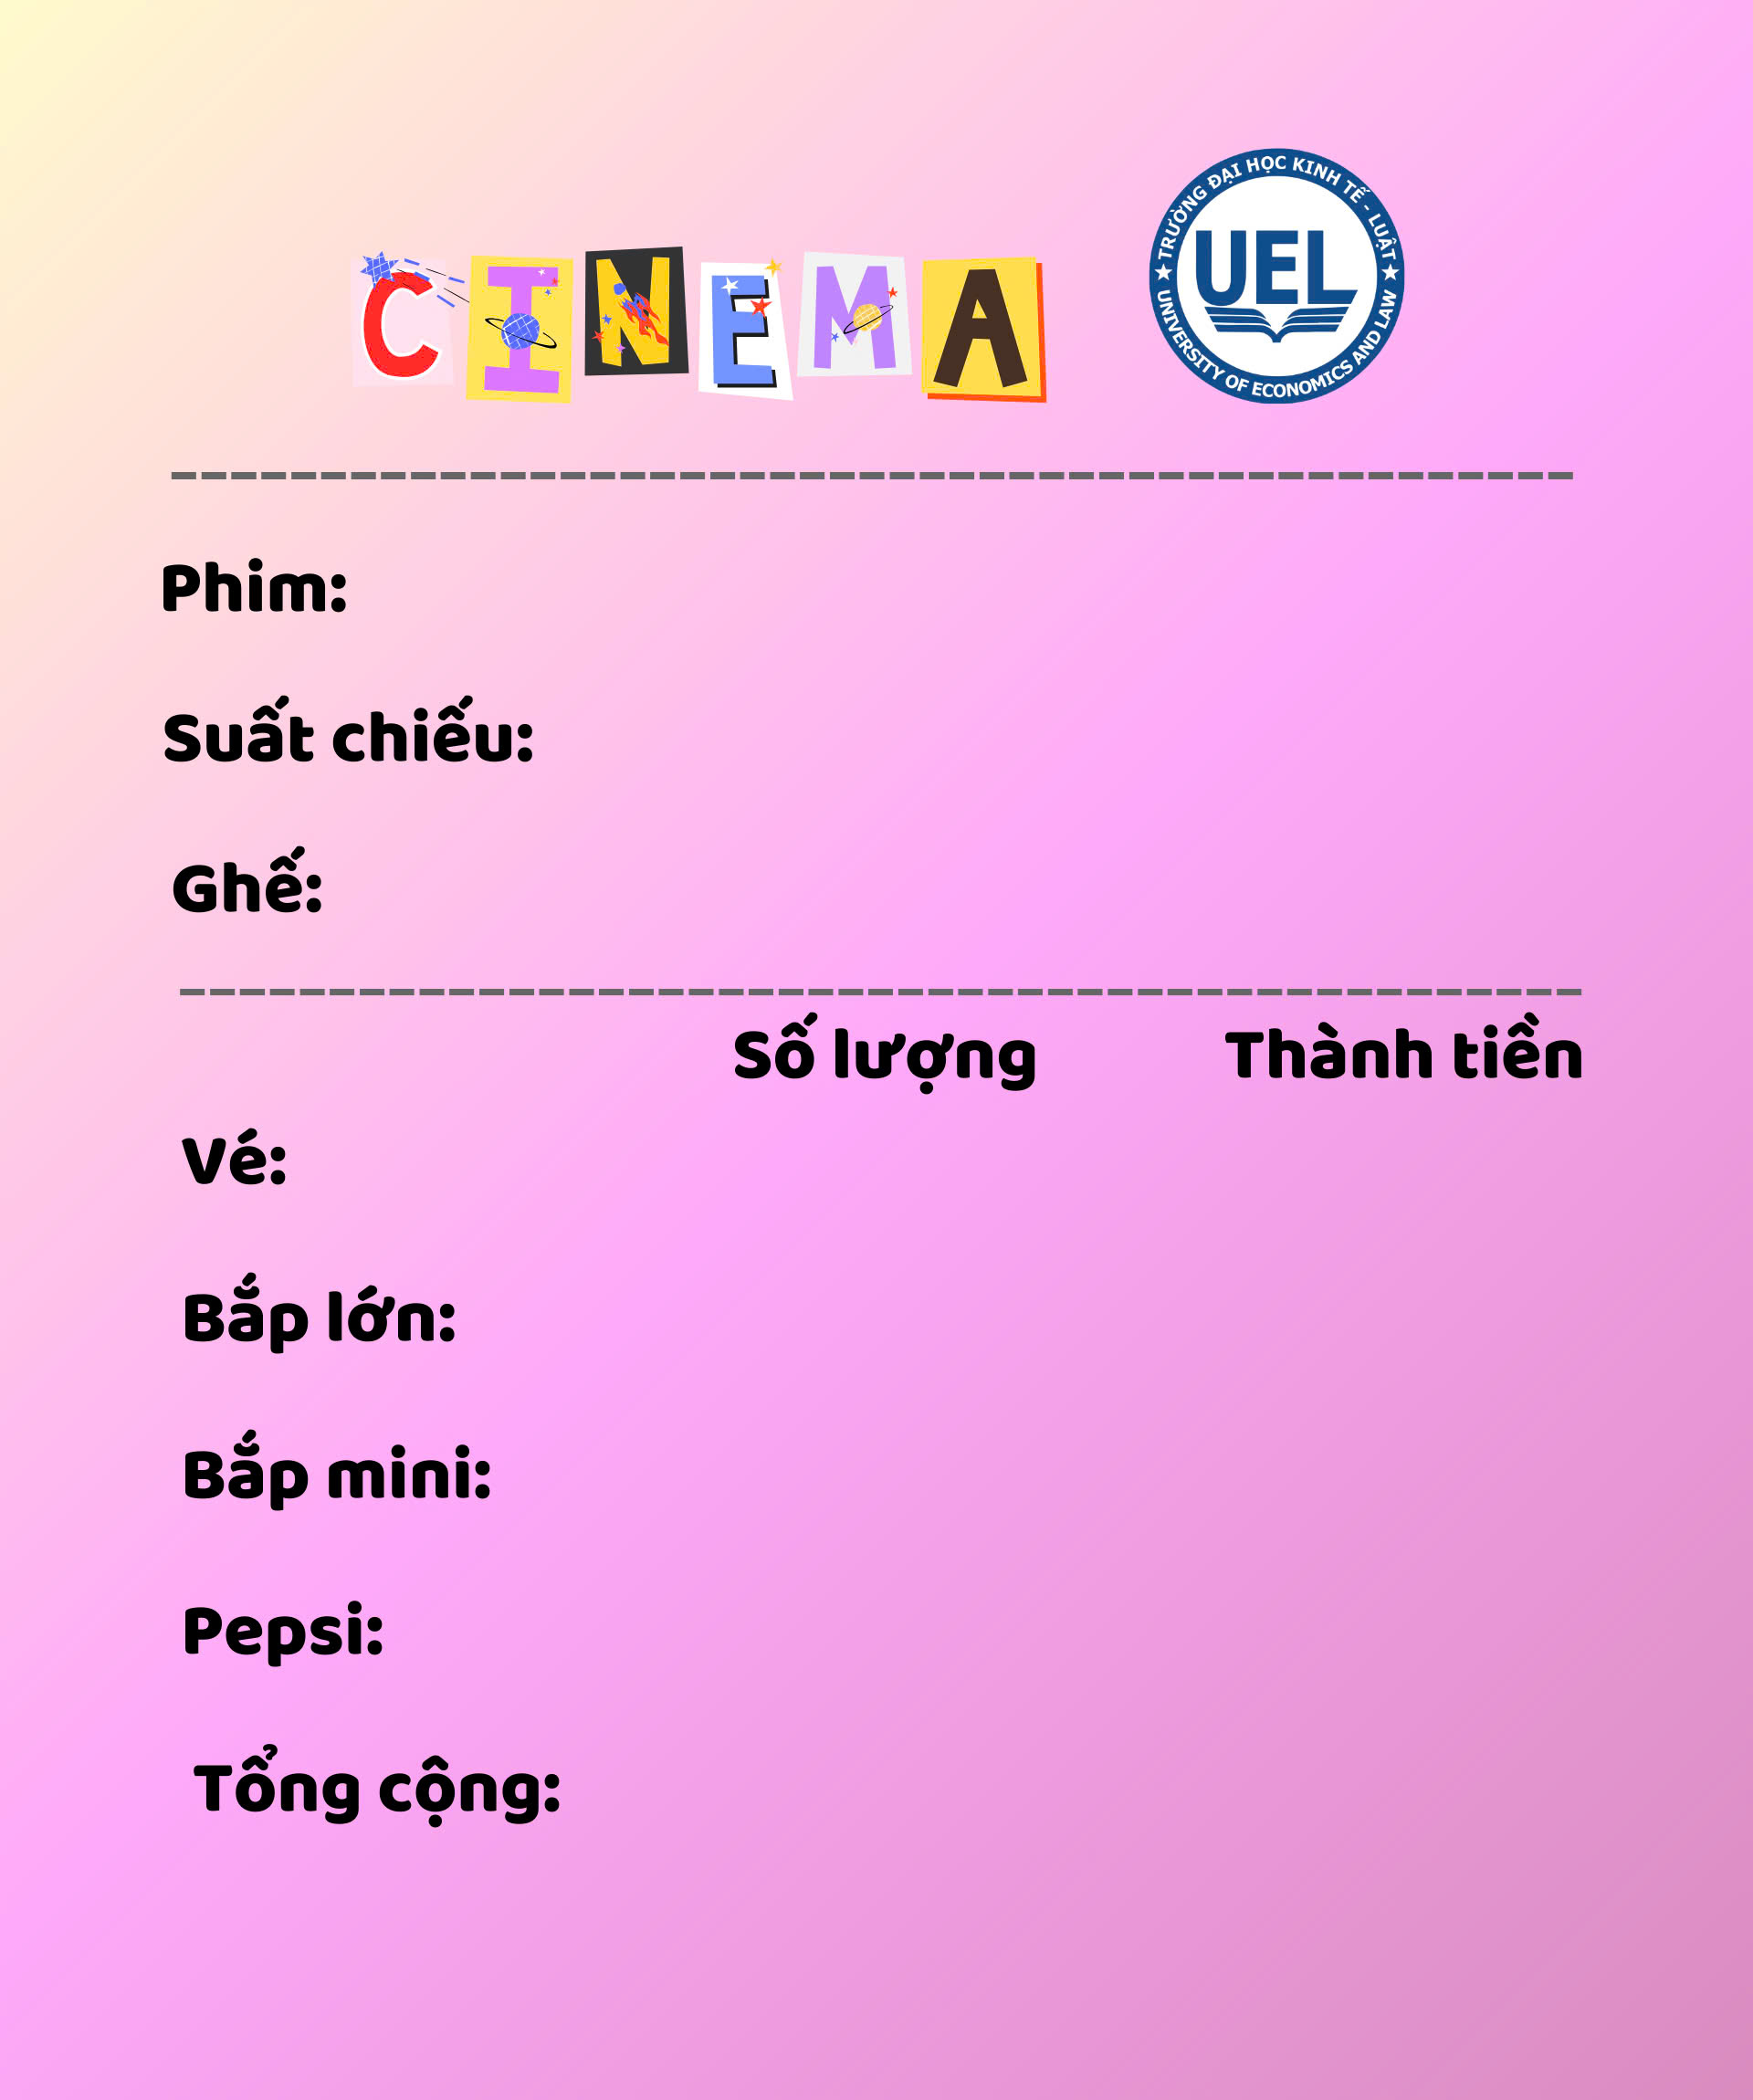 CINEMA
TRƯỜNG ĐẠI HỌC KINH TẾ - LUẬT
UEL
UNIVERSITY OF ECONOMICS AND LAW
Phim:
Suất chiếu:
Ghế:
Số lượng Thành tiền
Vé:
Bắp lớn:
Bắp mini:
Pepsi:
Tổng cộng: